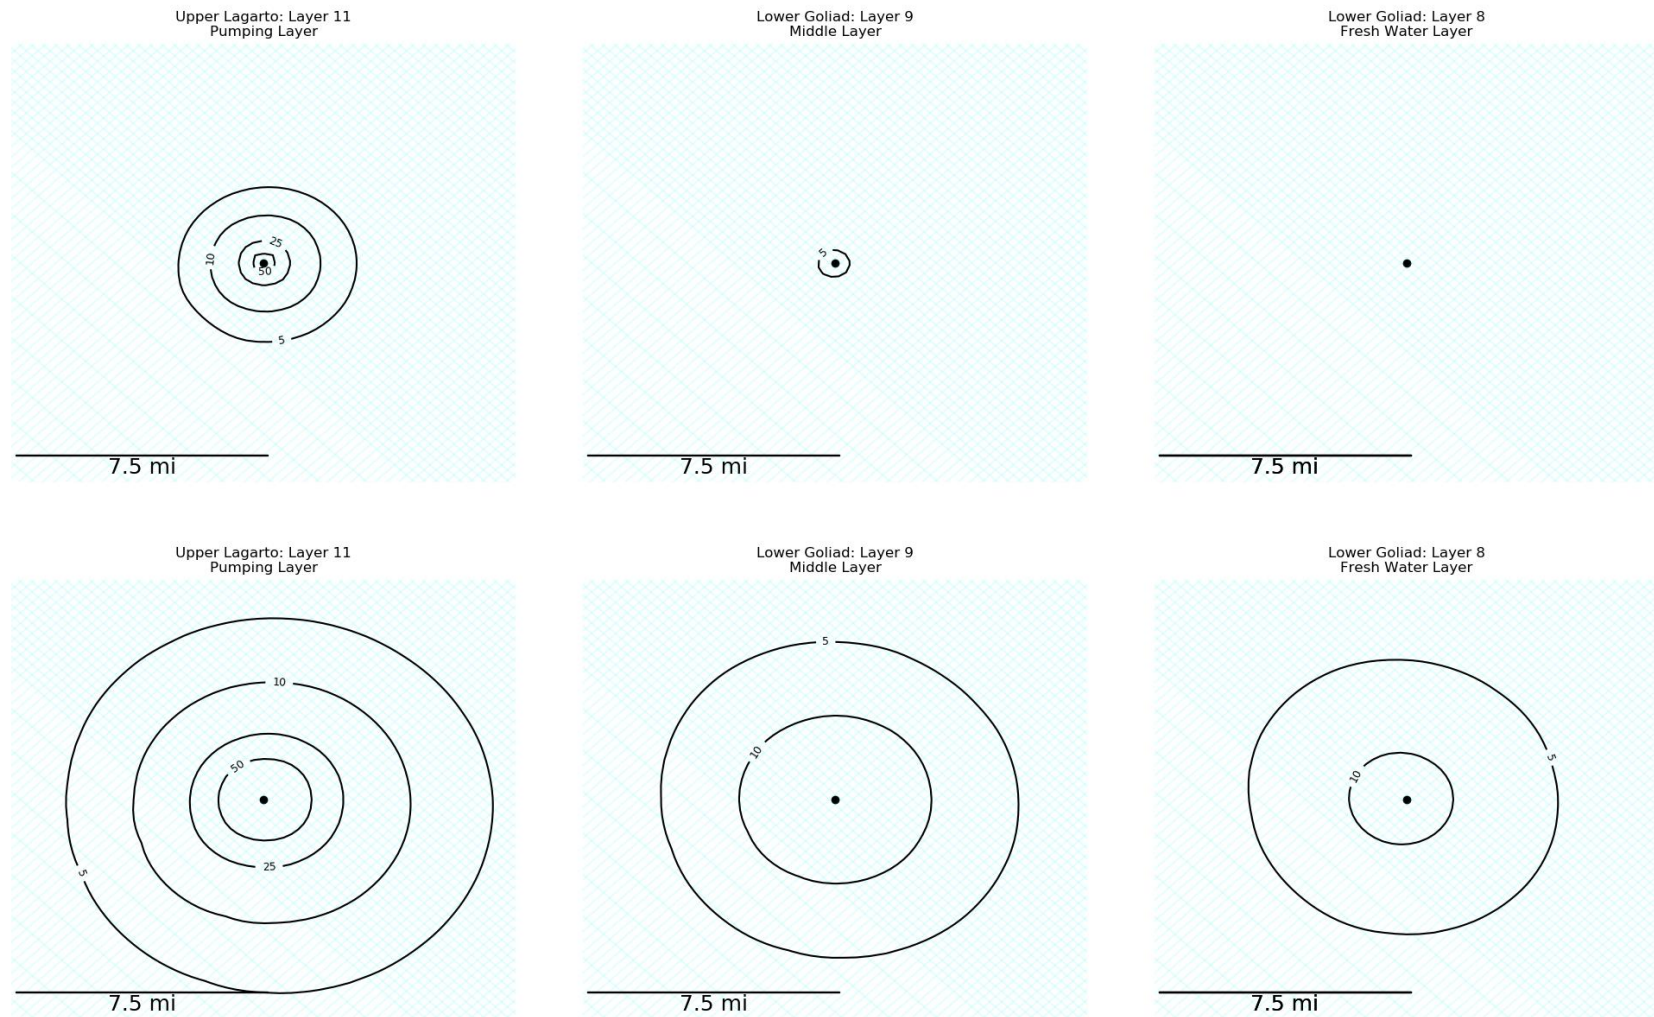 Upper Lagarto: Layer 11
Pumping Layer
Lower Goliad: Layer 9
Middle Layer
Lower Goliad: Layer 8
Fresh Water Layer
25
10
50
5
7.5 mi
5
7.5 mi
7.5 mi
Upper Lagarto: Layer 11
Pumping Layer
Lower Goliad: Layer 9
Middle Layer
Lower Goliad: Layer 8
Fresh Water Layer
10
50
25
5
7.5 mi
5
10
7.5 mi
5
10
7.5 mi